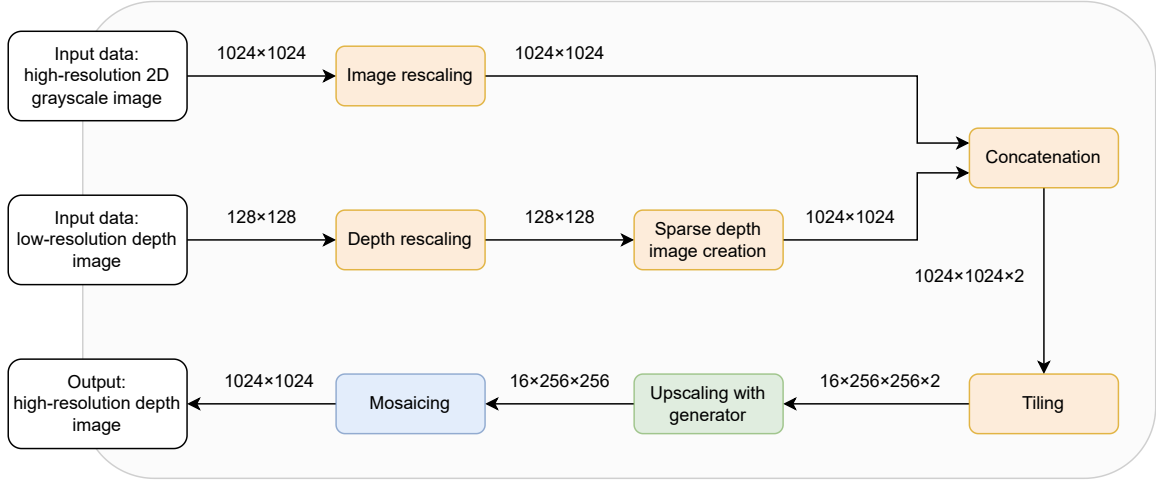 Input data:
high-resolution 2D
grayscale image
1024×1024
Image rescaling
1024×1024
Concatenation
Input data:
low-resolution depth
image
128×128
Depth rescaling
128×128
Sparse depth
image creation
1024×1024
1024×1024×2
Tiling
16×256×256×2
Upscaling with
generator
16×256×256
Mosaicing
1024×1024
Output:
high-resolution depth
image